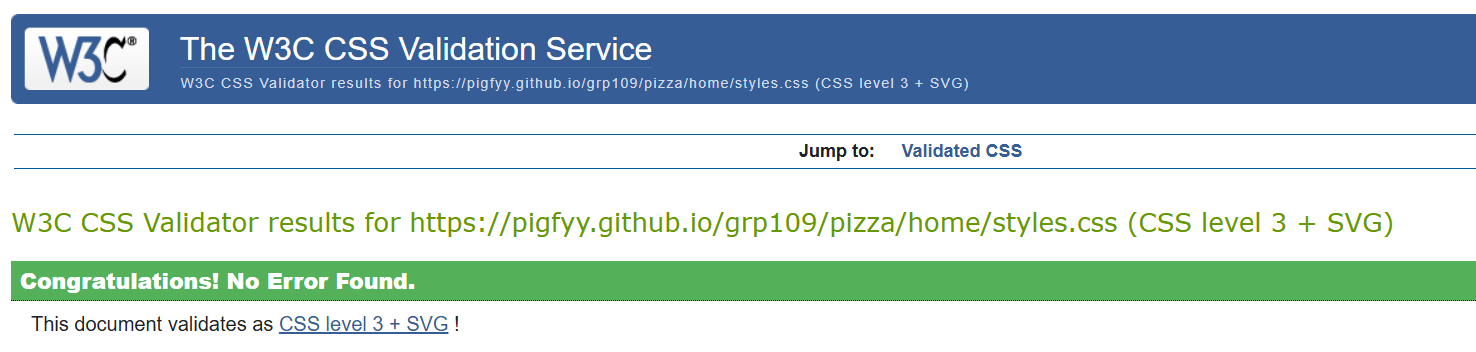 W3C®
The W3C CSS Validation Service
W3C CSS Validator results for https://pigfyy.github.io/grp109/pizza/home/styles.css (CSS level 3 + SVG)
Jump to: Validated CSS
W3C CSS Validator results for https://pigfyy.github.io/grp109/pizza/home/styles.css (CSS level 3 + SVG)
Congratulations! No Error Found.
This document validates as CSS level 3 + SVG !